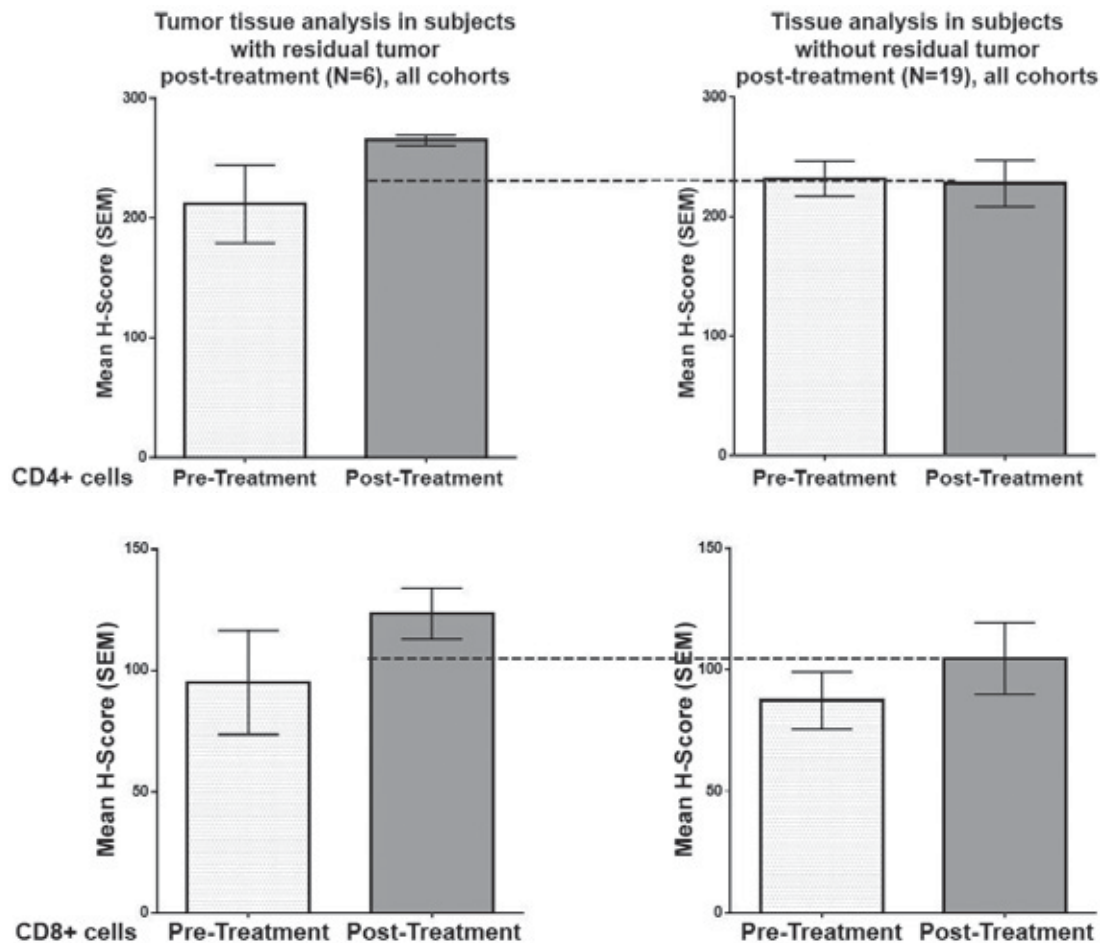 Tumor tissue analysis in subjects
with residual tumor
post-treatment (N=6), all cohorts
Tissue analysis in subjects
without residual tumor
post-treatment (N=19), all cohorts
Mean H-Score (SEM)
300
200
100
0
Mean H-Score (SEM)
300
200
100
0
CD4+ cells
Pre-Treatment
Post-Treatment
Pre-Treatment
Post-Treatment
Mean H-Score (SEM)
150
100
50
0
Mean H-Score (SEM)
150
100
50
0
CD8+ cells
Pre-Treatment
Post-Treatment
Pre-Treatment
Post-Treatment